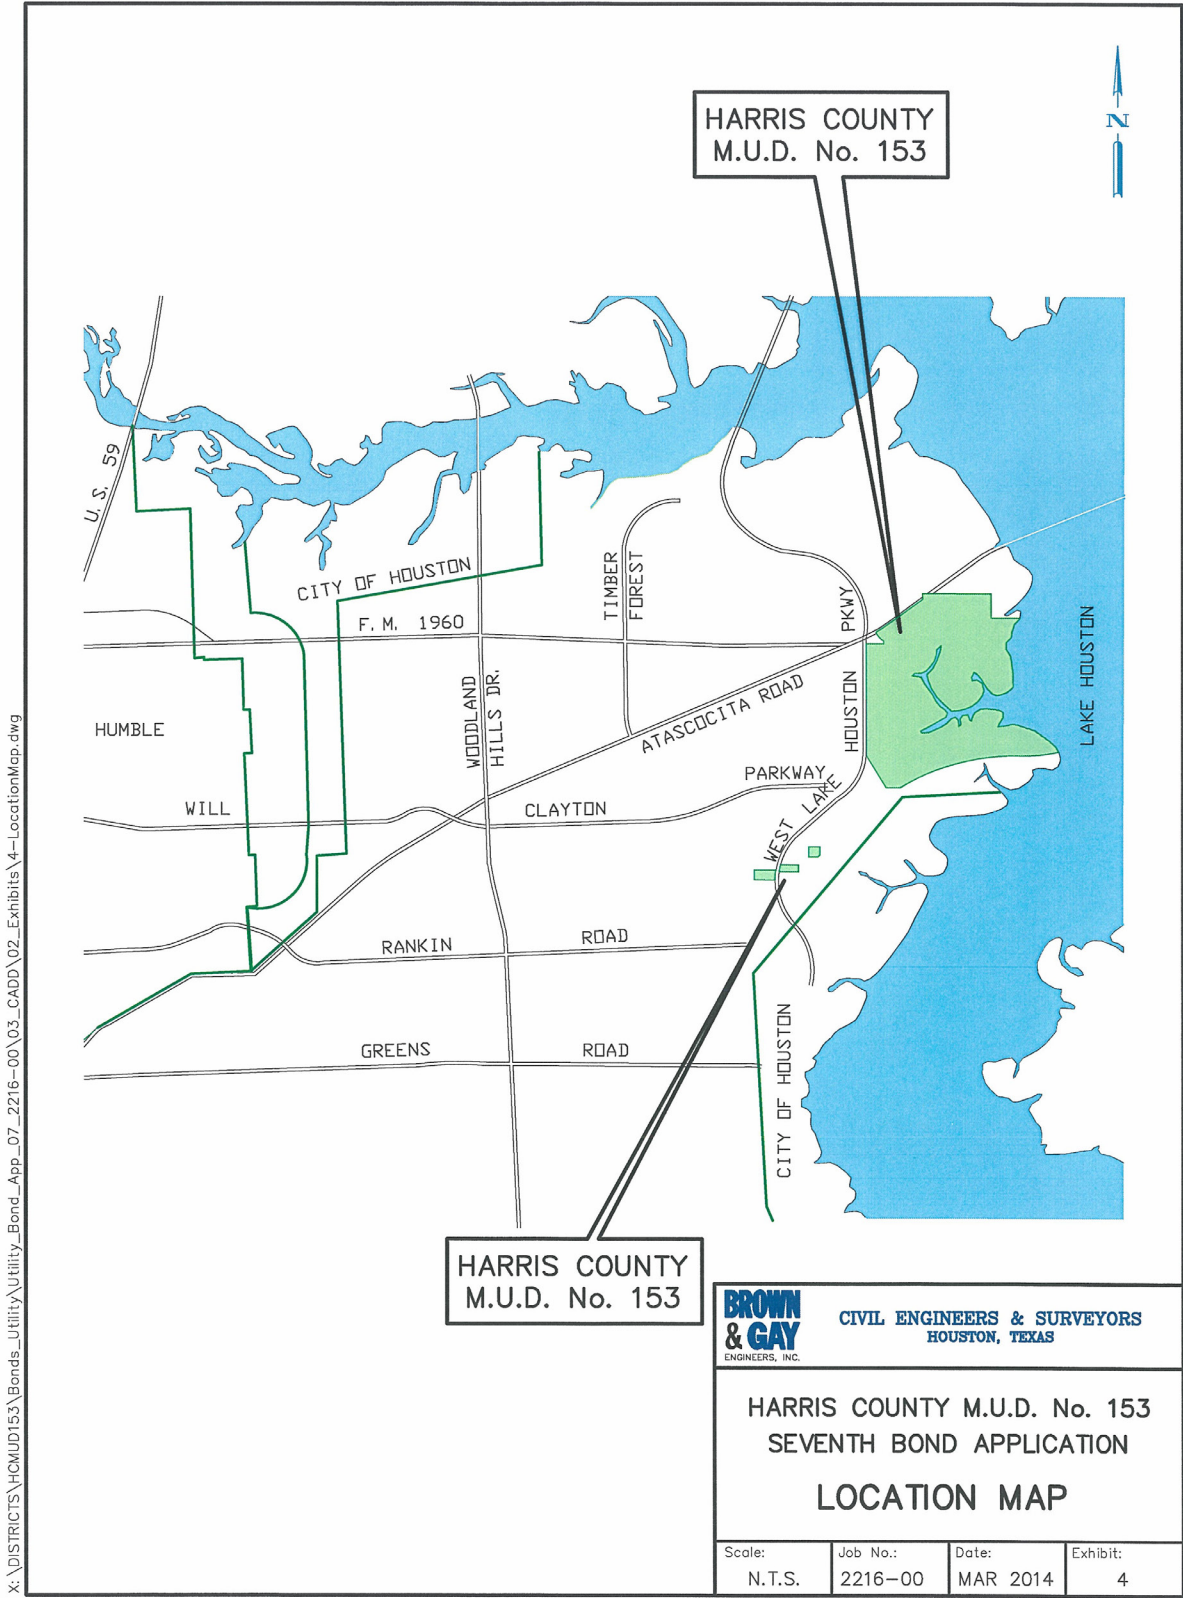 HARRIS COUNTY
M.U.D. No. 153
N
U. S. 59
CITY OF HOUSTON
F. M. 1960
TIMBER
FOREST
PKWY
HOUSTON
WEST LAKE
LAKE HOUSTON
WOODLAND
HILLS DR.
ATASCOCITA ROAD
HUMBLE
PARKWAY
WILL
CLAYTON
RANKIN
ROAD
GREENS
ROAD
CITY OF HOUSTON
HARRIS COUNTY
M.U.D. No. 153
BROWN
& GAY
ENGINEERS, INC.
CIVIL ENGINEERS & SURVEYORS
HOUSTON, TEXAS
HARRIS COUNTY M.U.D. No. 153
SEVENTH BOND APPLICATION
LOCATION MAP
Scale:
N.T.S.
Job No.:
2216-00
Date:
MAR 2014
Exhibit:
4
X:\DISTRICTS\HCMUD153\Bonds_Utility\Utility_Bond_App_07_2216-00\03_CADD\02_Exhibits\4-LocationMap.dwg